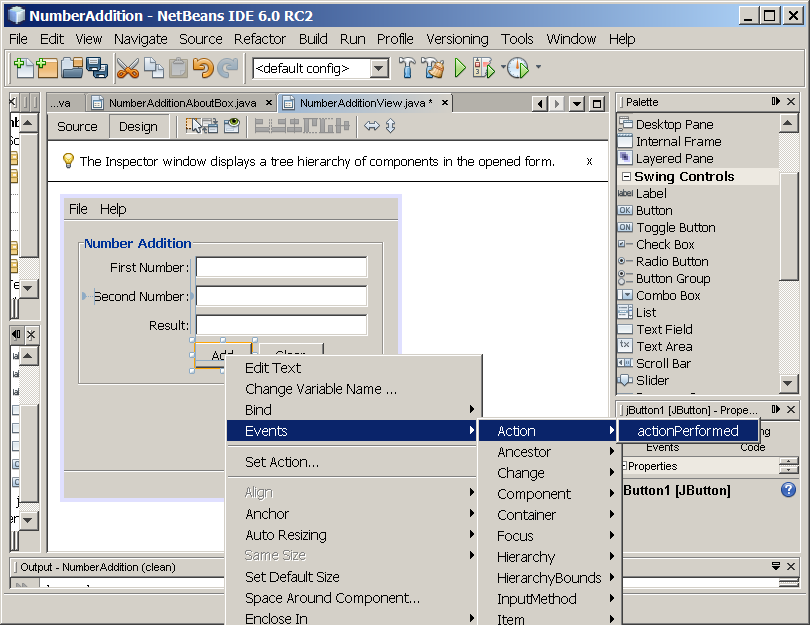 NumberAddition - NetBeans IDE 6.0 RC2
File Edit View Navigate Source Refactor Build Run Profile Versioning Tools Window Help
<default config>
...va NumberAdditionAboutBox.java × NumberAdditionView.java * ×
Source Design
The Inspector window displays a tree hierarchy of components in the opened form. x
File Help
Number Addition
First Number:
Second Number:
Result:
Add Clear
Edit Text
Change Variable Name ...
Bind
Events
Set Action...
Align
Anchor
Auto Resizing
Same Size
Set Default Size
Space Around Component...
Enclose In
Action
Ancestor
Change
Component
Container
Focus
Hierarchy
HierarchyBounds
InputMethod
Item
actionPerformed
Palette
Desktop Pane
Internal Frame
Layered Pane
Swing Controls
label Label
OK Button
ON Toggle Button
Check Box
Radio Button
Button Group
Combo Box
List
Text Field
Text Area
Scroll Bar
Slider
jButton1 [JButton] - Prope...
Events Code
Properties
Button1 [JButton]
Output - NumberAddition (clean)